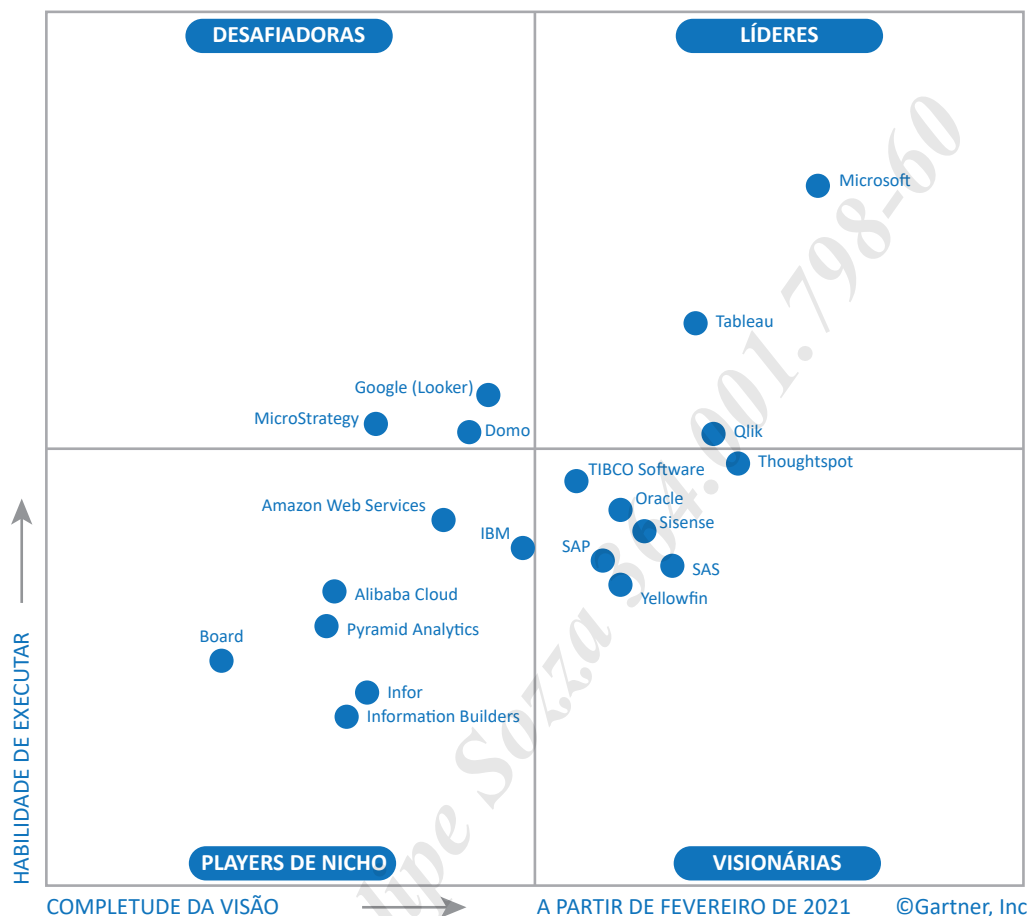 DESAFIADORAS
LÍDERES
Microsoft
Tableau
Google (Looker)
MicroStrategy
Domo
Qlik
Thoughtspot
TIBCO Software
Amazon Web Services
Oracle
Sisense
IBM
SAP
SAS
Yellowfin
Alibaba Cloud
Pyramid Analytics
Board
Infor
Information Builders
HABILIDADE DE EXECUTAR
PLAYERS DE NICHO
VISIONÁRIAS
COMPLETUDE DA VISÃO
A PARTIR DE FEVEREIRO DE 2021
©Gartner, Inc